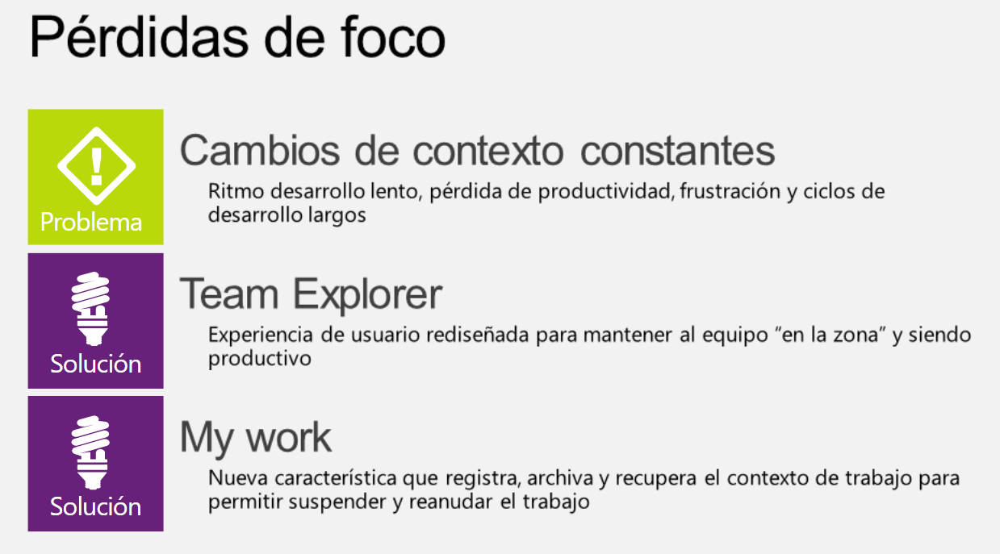 Pérdidas de foco
Problema
Cambios de contexto constantes
Ritmo desarrollo lento, pérdida de productividad, frustración y ciclos de
desarrollo largos
Solución
Team Explorer
Experiencia de usuario rediseñada para mantener al equipo “en la zona” y siendo
productivo
Solución
My work
Nueva característica que registra, archiva y recupera el contexto de trabajo para
permitir suspender y reanudar el trabajo